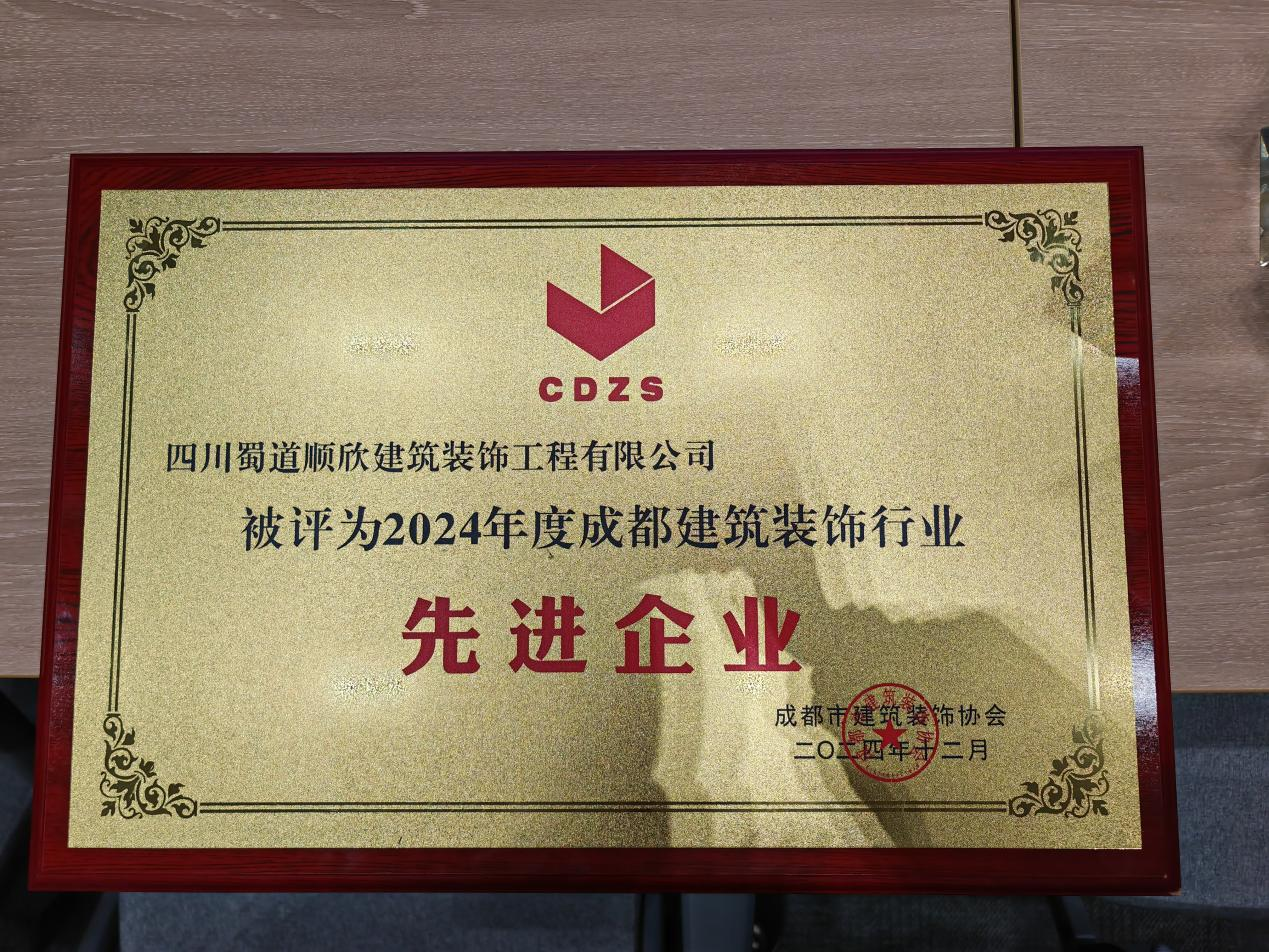 CDZS
四川蜀道顺欣建筑装饰工程有限公司
被评为2024年度成都建筑装饰行业
先进企业
成都市建筑装饰协会
二〇二四年十二月